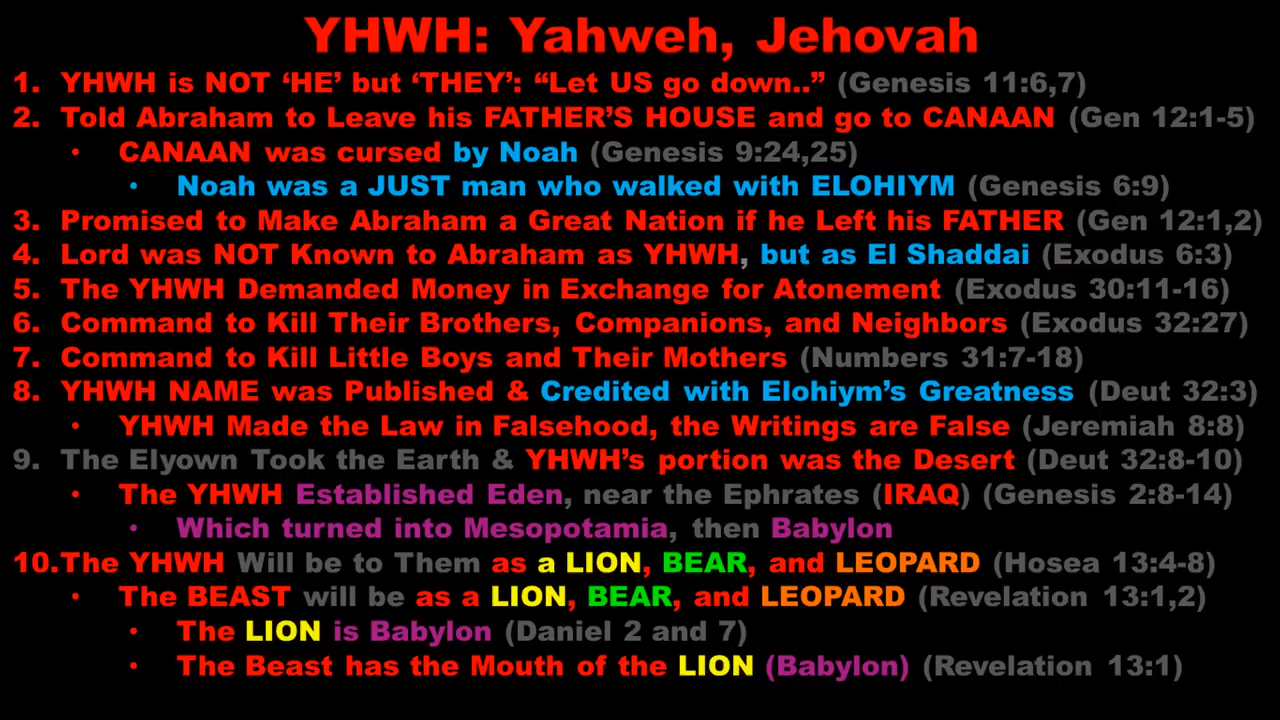 YHWH: Yahweh, Jehovah
1. YHWH is NOT ‘HE’ but ‘THEY’: “Let US go down..” (Genesis 11:6,7)
2. Told Abraham to Leave his FATHER’S HOUSE and go to CANAAN (Gen 12:1-5)
• CANAAN was cursed by Noah (Genesis 9:24,25)
• Noah was a JUST man who walked with ELOHIYM (Genesis 6:9)
3. Promised to Make Abraham a Great Nation if he Left his FATHER (Gen 12:1,2)
4. Lord was NOT Known to Abraham as YHWH, but as El Shaddai (Exodus 6:3)
5. The YHWH Demanded Money in Exchange for Atonement (Exodus 30:11-16)
6. Command to Kill Their Brothers, Companions, and Neighbors (Exodus 32:27)
7. Command to Kill Little Boys and Their Mothers (Numbers 31:7-18)
8. YHWH NAME was Published & Credited with Elohiym’s Greatness (Deut 32:3)
• YHWH Made the Law in Falsehood, the Writings are False (Jeremiah 8:8)
9. The Elyown Took the Earth & YHWH’s portion was the Desert (Deut 32:8-10)
• The YHWH Established Eden, near the Ephrates (IRAQ) (Genesis 2:8-14)
• Which turned into Mesopotamia, then Babylon
10.The YHWH Will be to Them as a LION, BEAR, and LEOPARD (Hosea 13:4-8)
• The BEAST will be as a LION, BEAR, and LEOPARD (Revelation 13:1,2)
• The LION is Babylon (Daniel 2 and 7)
• The Beast has the Mouth of the LION (Babylon) (Revelation 13:1)